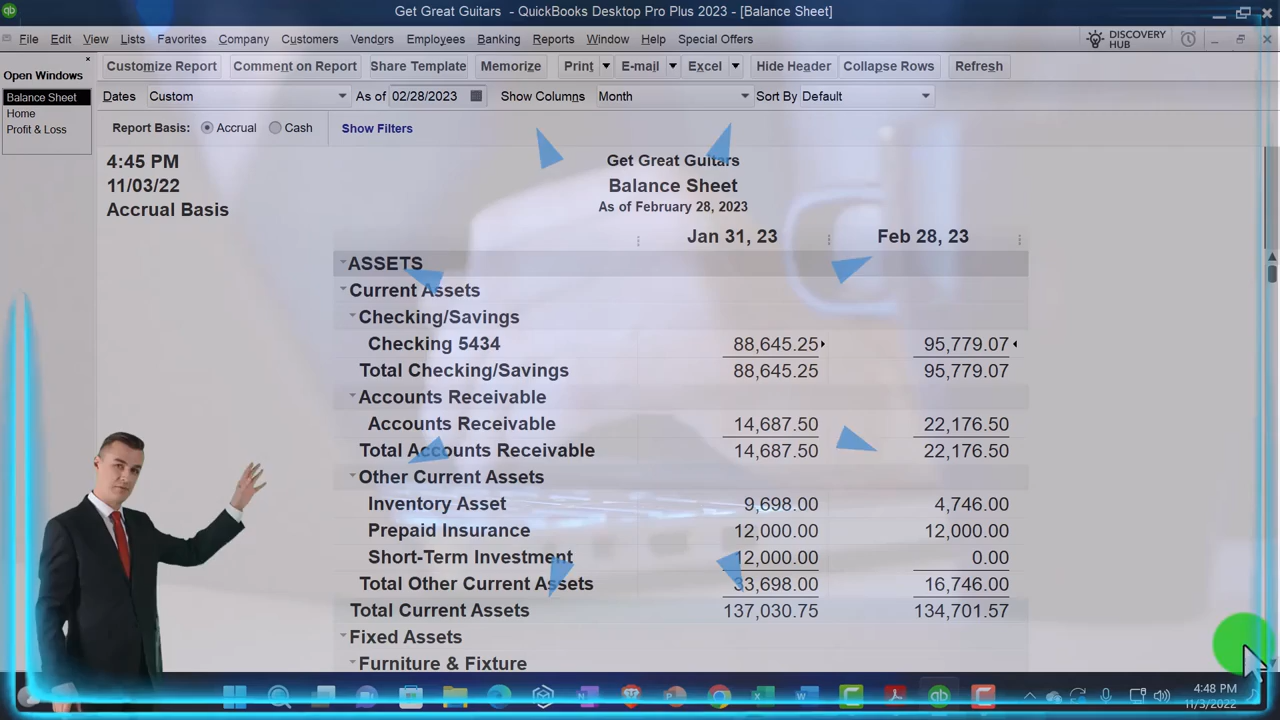 Get Great Guitars - QuickBooks Desktop Pro Plus 2023 - [Balance Sheet]
File Edit View Lists Favorites Company Customers Vendors Employees Banking Reports Window Help Special Offers DISCOVERY HUB
Open Windows
Balance Sheet
Home
Profit & Loss
Customize Report Comment on Report Share Template Memorize Print E-mail Excel Hide Header Collapse Rows Refresh
Dates Custom As of 02/28/2023 Show Columns Month Sort By Default
Report Basis: Accrual Cash Show Filters
4:45 PM
11/03/22
Accrual Basis
Get Great Guitars
Balance Sheet
As of February 28, 2023
Jan 31, 23 Feb 28, 23
ASSETS
Current Assets
Checking/Savings
Checking 5434 88,645.25 95,779.07
Total Checking/Savings 88,645.25 95,779.07
Accounts Receivable
Accounts Receivable 14,687.50 22,176.50
Total Accounts Receivable 14,687.50 22,176.50
Other Current Assets
Inventory Asset 9,698.00 4,746.00
Prepaid Insurance 12,000.00 12,000.00
Short-Term Investment 12,000.00 0.00
Total Other Current Assets 33,698.00 16,746.00
Total Current Assets 137,030.75 134,701.57
Fixed Assets
Furniture & Fixture
4:48 PM
11/3/2022